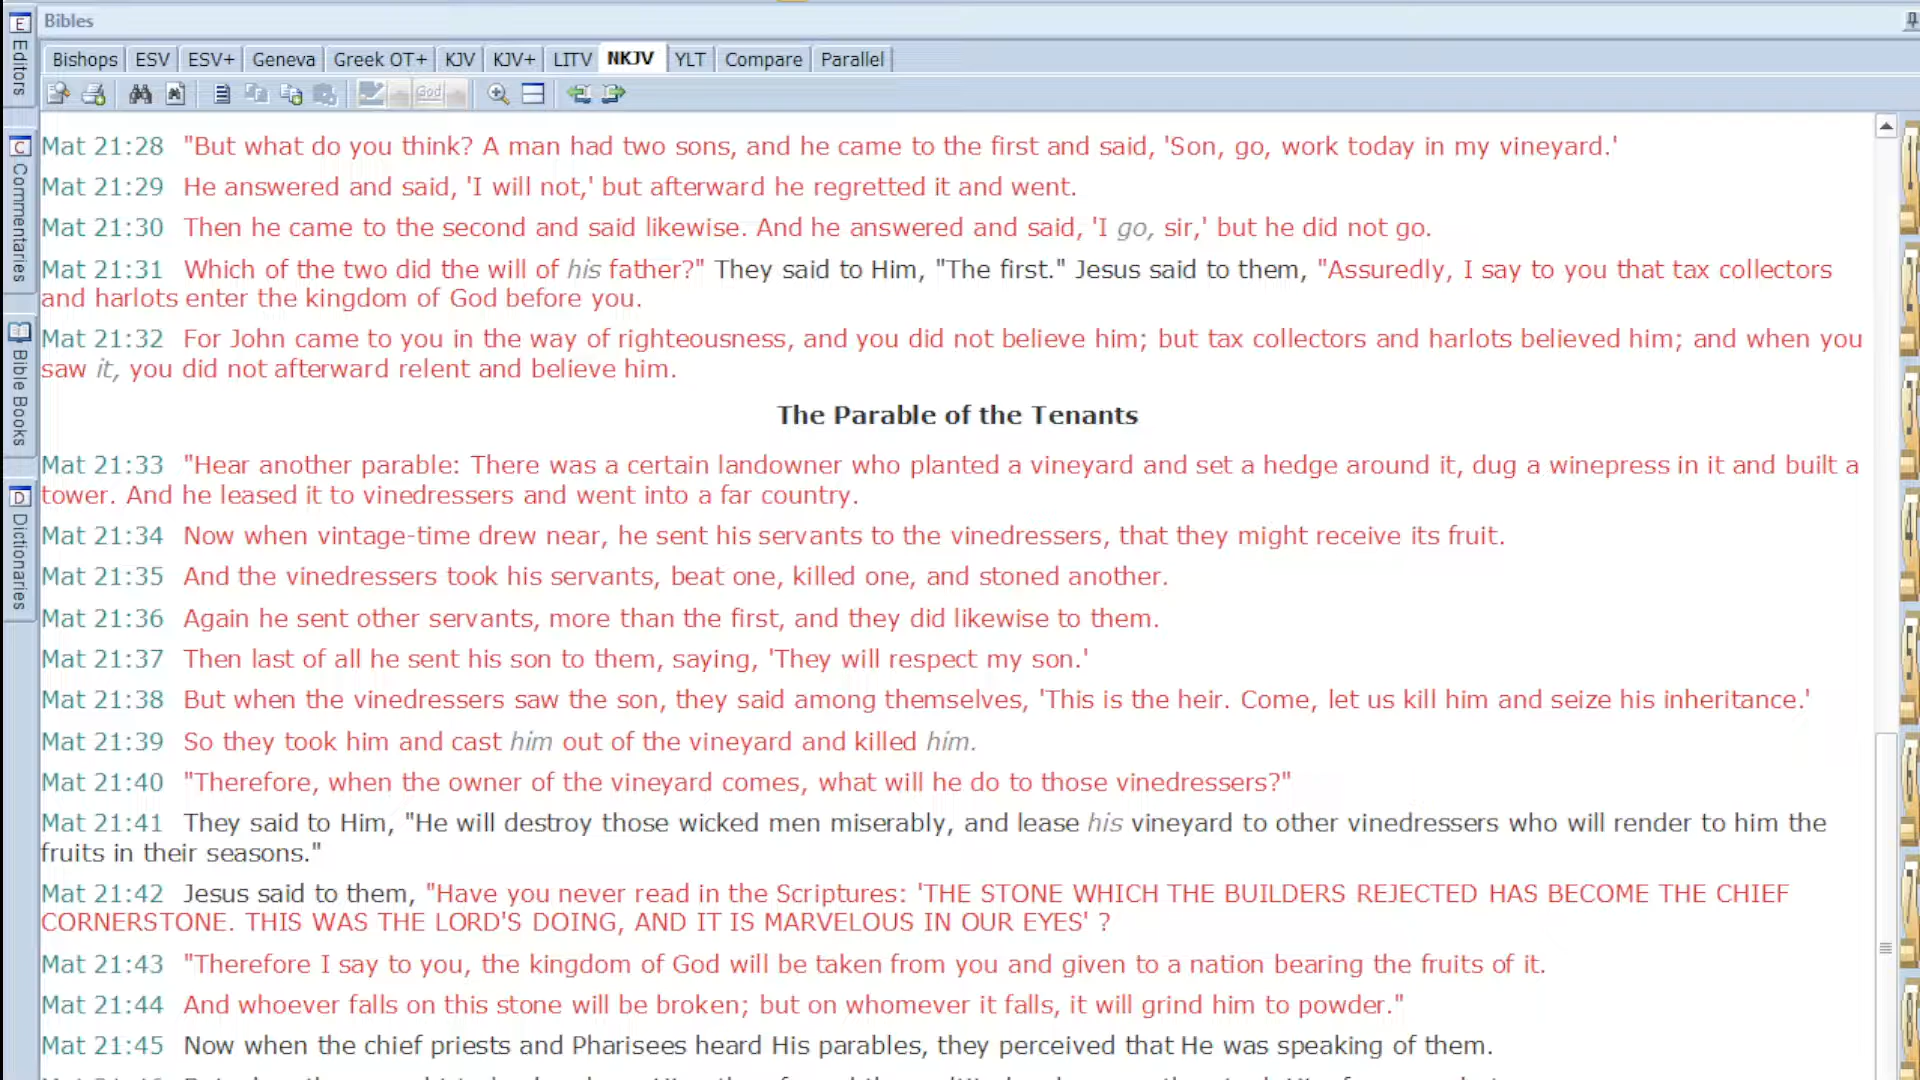 Bibles
Editors
Commentaries
Bible Books
Dictionaries
Bishops ESV ESV+ Geneva Greek OT+ KJV KJV+ LITV NKJV YLT Compare Parallel
God
Mat 21:28 "But what do you think? A man had two sons, and he came to the first and said, 'Son, go, work today in my vineyard.'
Mat 21:29 He answered and said, 'I will not,' but afterward he regretted it and went.
Mat 21:30 Then he came to the second and said likewise. And he answered and said, 'I go, sir,' but he did not go.
Mat 21:31 Which of the two did the will of his father?" They said to Him, "The first." Jesus said to them, "Assuredly, I say to you that tax collectors
and harlots enter the kingdom of God before you.
Mat 21:32 For John came to you in the way of righteousness, and you did not believe him; but tax collectors and harlots believed him; and when you
saw it, you did not afterward relent and believe him.
The Parable of the Tenants
Mat 21:33 "Hear another parable: There was a certain landowner who planted a vineyard and set a hedge around it, dug a winepress in it and built a
tower. And he leased it to vinedressers and went into a far country.
Mat 21:34 Now when vintage-time drew near, he sent his servants to the vinedressers, that they might receive its fruit.
Mat 21:35 And the vinedressers took his servants, beat one, killed one, and stoned another.
Mat 21:36 Again he sent other servants, more than the first, and they did likewise to them.
Mat 21:37 Then last of all he sent his son to them, saying, 'They will respect my son.'
Mat 21:38 But when the vinedressers saw the son, they said among themselves, 'This is the heir. Come, let us kill him and seize his inheritance.'
Mat 21:39 So they took him and cast him out of the vineyard and killed him.
Mat 21:40 "Therefore, when the owner of the vineyard comes, what will he do to those vinedressers?"
Mat 21:41 They said to Him, "He will destroy those wicked men miserably, and lease his vineyard to other vinedressers who will render to him the
fruits in their seasons."
Mat 21:42 Jesus said to them, "Have you never read in the Scriptures: 'THE STONE WHICH THE BUILDERS REJECTED HAS BECOME THE CHIEF
CORNERSTONE. THIS WAS THE LORD'S DOING, AND IT IS MARVELOUS IN OUR EYES' ?
Mat 21:43 "Therefore I say to you, the kingdom of God will be taken from you and given to a nation bearing the fruits of it.
Mat 21:44 And whoever falls on this stone will be broken; but on whomever it falls, it will grind him to powder."
Mat 21:45 Now when the chief priests and Pharisees heard His parables, they perceived that He was speaking of them.